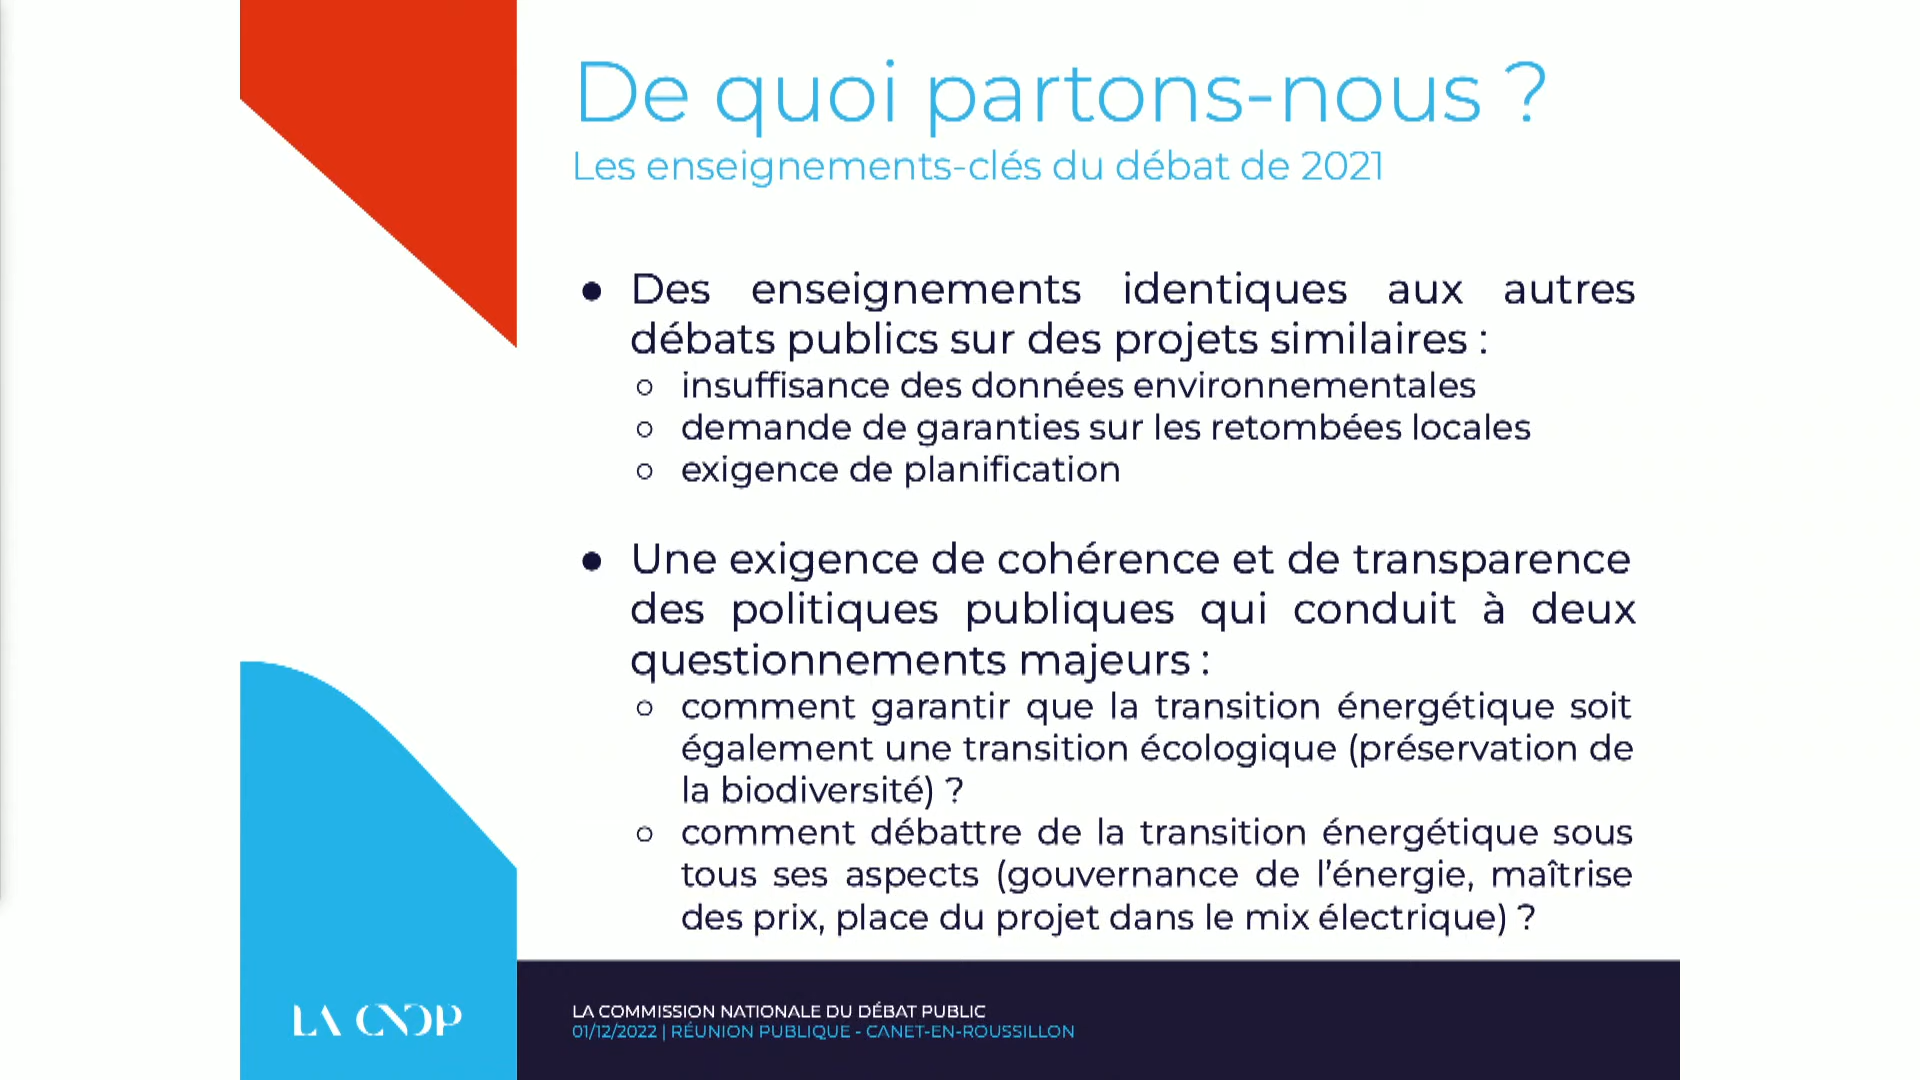 De quoi partons-nous ?
Les enseignements-clés du débat de 2021
● Des enseignements identiques aux autres
débats publics sur des projets similaires :
○ insuffisance des données environnementales
○ demande de garanties sur les retombées locales
○ exigence de planification
● Une exigence de cohérence et de transparence
des politiques publiques qui conduit à deux
questionnements majeurs :
○ comment garantir que la transition énergétique soit
également une transition écologique (préservation de
la biodiversité) ?
○ comment débattre de la transition énergétique sous
tous ses aspects (gouvernance de l’énergie, maîtrise
des prix, place du projet dans le mix électrique) ?
LA CNDP
LA COMMISSION NATIONALE DU DÉBAT PUBLIC
01/12/2022 | RÉUNION PUBLIQUE - CANET-EN-ROUSSILLON